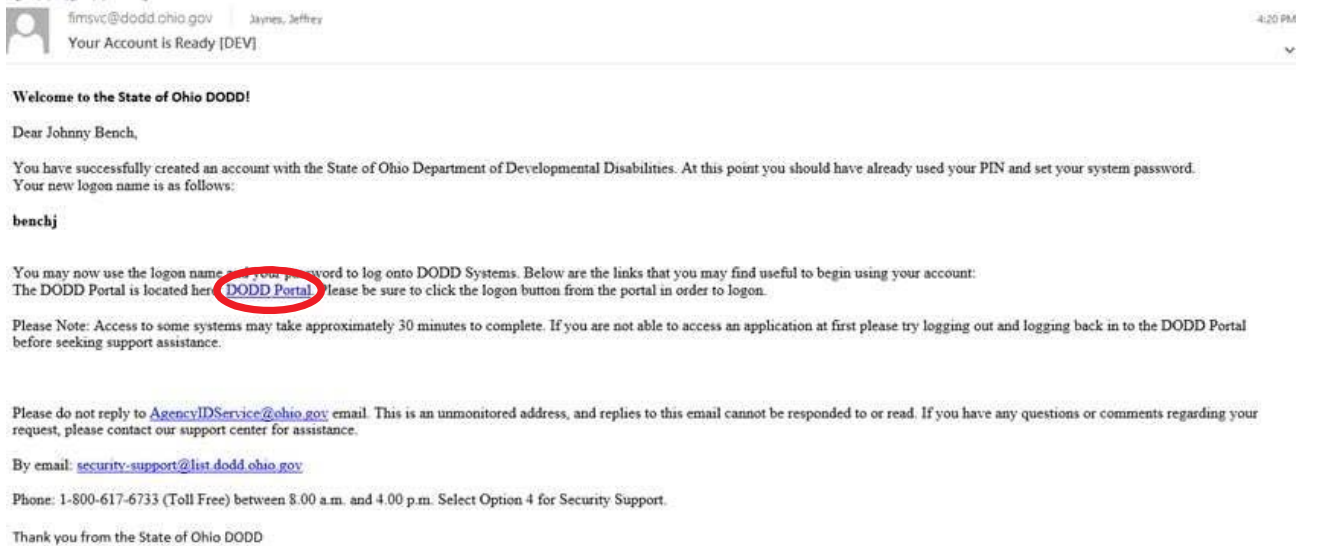 fimsvc@dodd.ohio.gov Jaynes, Jeffrey 4:20 PM
Your Account is Ready [DEV]
Welcome to the State of Ohio DODD!
Dear Johnny Bench,
You have successfully created an account with the State of Ohio Department of Developmental Disabilities. At this point you should have already used your PIN and set your system password.
Your new logon name is as follows:
benchj
You may now use the logon name and your password to log onto DODD Systems. Below are the links that you may find useful to begin using your account:
The DODD Portal is located here DODD Portal. Please be sure to click the logon button from the portal in order to logon.
Please Note: Access to some systems may take approximately 30 minutes to complete. If you are not able to access an application at first please try logging out and logging back in to the DODD Portal
before seeking support assistance.
Please do not reply to AgencyIDService@ohio.gov email. This is an unmonitored address, and replies to this email cannot be responded to or read. If you have any questions or comments regarding your
request, please contact our support center for assistance.
By email: security-support@list.dodd.ohio.gov
Phone: 1-800-617-6733 (Toll Free) between 8.00 a.m. and 4.00 p.m. Select Option 4 for Security Support.
Thank you from the State of Ohio DODD